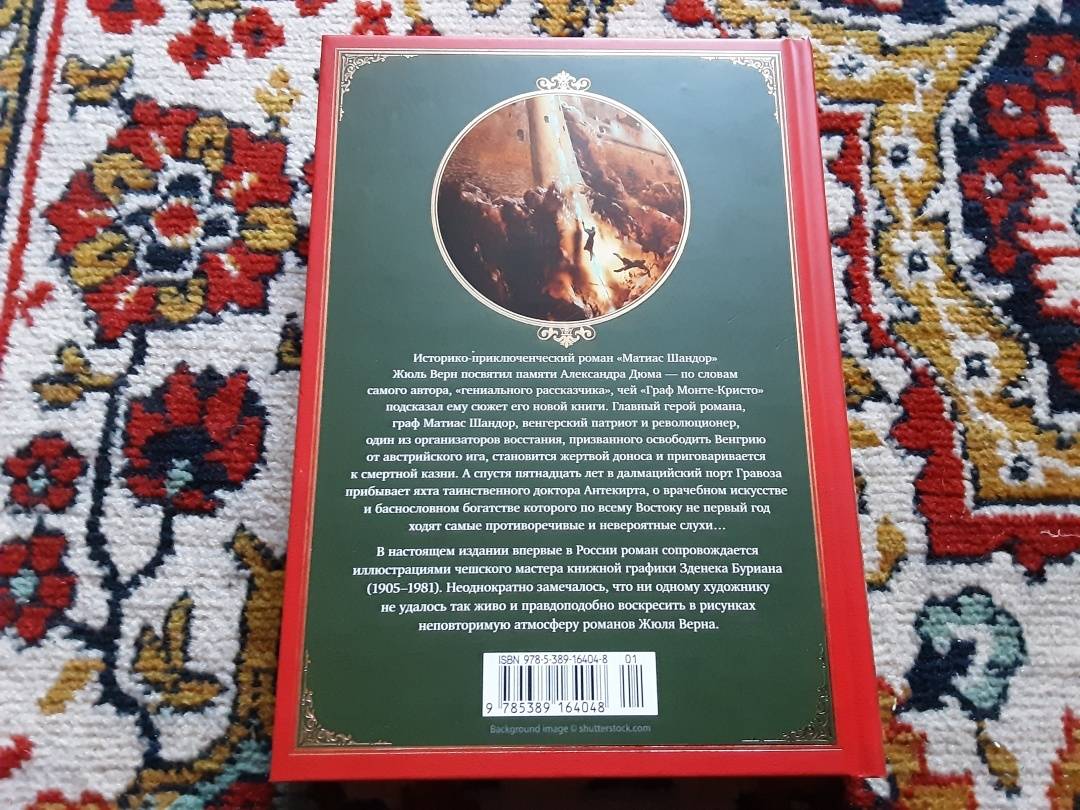 Историко-приключенческий роман «Матиас Шандор»
Жюль Верн посвятил памяти Александра Дюма — по словам
самого автора, «гениального рассказчика», чей «Граф Монте-Кристо»
подсказал ему сюжет его новой книги. Главный герой романа,
граф Матиас Шандор, венгерский патриот и революционер,
один из организаторов восстания, призванного освободить Венгрию
от австрийского ига, становится жертвой доноса и приговаривается
к смертной казни. А спустя пятнадцать лет в далмацийский порт Гравоза
прибывает яхта таинственного доктора Антекирта, о врачебном искусстве
и баснословном богатстве которого по всему Востоку не первый год
ходят самые противоречивые и невероятные слухи…
В настоящем издании впервые в России роман сопровождается
иллюстрациями чешского мастера книжной графики Зденека Буриана
(1905–1981). Неоднократно замечалось, что ни одному художнику
не удалось так живо и правдоподобно воскресить в рисунках
неповторимую атмосферу романов Жюля Верна.
ISBN 978-5-389-16404-8 01
9 785389 164048
Background image © shutterstock.com